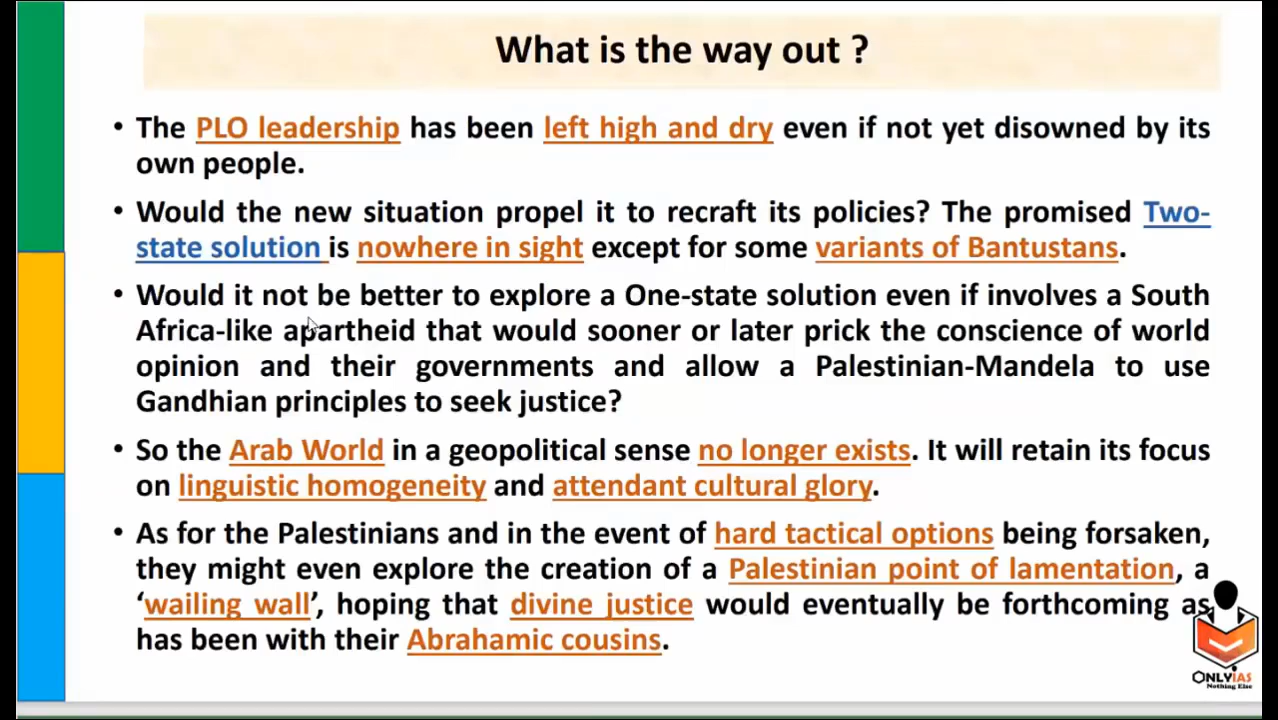 What is the way out ?
• The PLO leadership has been left high and dry even if not yet disowned by its
own people.
• Would the new situation propel it to recraft its policies? The promised Two-
state solution is nowhere in sight except for some variants of Bantustans.
• Would it not be better to explore a One-state solution even if involves a South
Africa-like apartheid that would sooner or later prick the conscience of world
opinion and their governments and allow a Palestinian-Mandela to use
Gandhian principles to seek justice?
• So the Arab World in a geopolitical sense no longer exists. It will retain its focus
on linguistic homogeneity and attendant cultural glory.
• As for the Palestinians and in the event of hard tactical options being forsaken,
they might even explore the creation of a Palestinian point of lamentation, a
‘wailing wall’, hoping that divine justice would eventually be forthcoming as
has been with their Abrahamic cousins.
ONLYIAS
Nothing Else